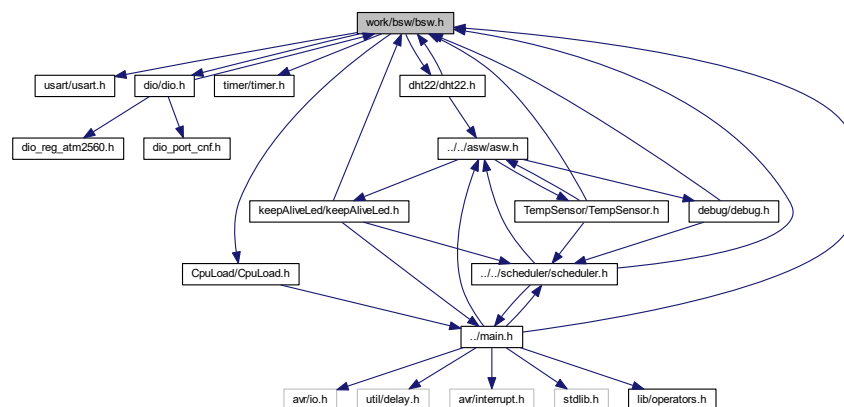 work/bsw/bsw.h
usart/usart.h
dio/dio.h
timer/timer.h
dht22/dht22.h
dio_reg_atm2560.h
dio_port_cnf.h
../../asw/asw.h
keepAliveLed/keepAliveLed.h
TempSensor/TempSensor.h
debug/debug.h
CpuLoad/CpuLoad.h
../../scheduler/scheduler.h
../main.h
avr/io.h
util/delay.h
avr/interrupt.h
stdlib.h
lib/operators.h